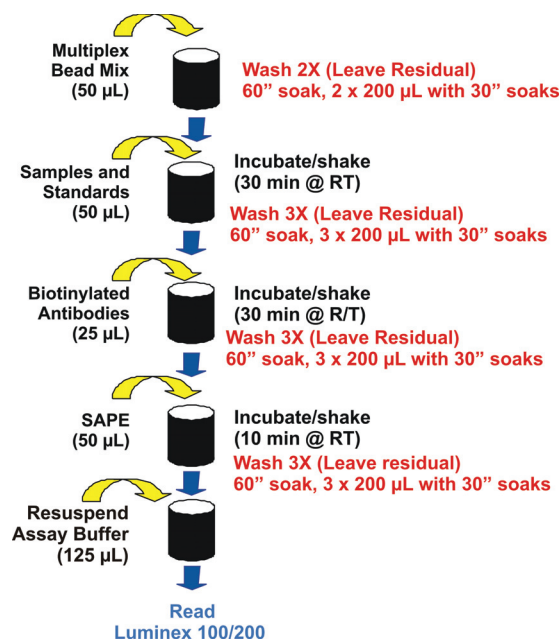 Multiplex
Bead Mix
(50 µL)
Wash 2X (Leave Residual)
60” soak, 2 x 200 µL with 30” soaks
Samples and
Standards
(50 µL)
Incubate/shake
(30 min @ RT)
Wash 3X (Leave Residual)
60” soak, 3 x 200 µL with 30” soaks
Biotinylated
Antibodies
(25 µL)
Incubate/shake
(30 min @ R/T)
Wash 3X (Leave Residual)
60” soak, 3 x 200 µL with 30” soaks
SAPE
(50 µL)
Incubate/shake
(10 min @ RT)
Wash 3X (Leave residual)
60” soak, 3 x 200 µL with 30” soaks
Resuspend
Assay Buffer
(125 µL)
Read
Luminex 100/200